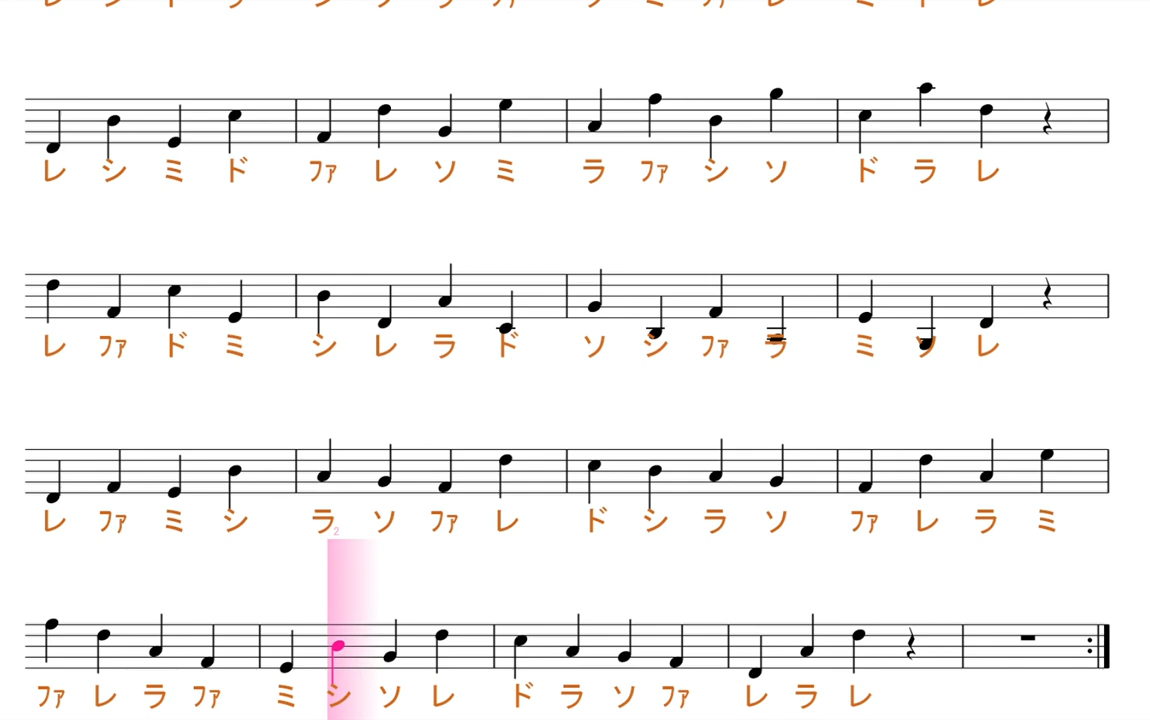 レ シ ミ ド ファ レ ソ ミ ラ ファ シ ソ ド ラ レ
レ ファ ド ミ シ レ ラ ド ソ シ ファ ラ ミ ソ レ
レ ファ ミ シ ラ ソ ファ レ ド シ ラ ソ ファ レ ラ ミ
2
ファ レ ラ ファ ミ シ ソ レ ド ラ ソ ファ レ ラ レ